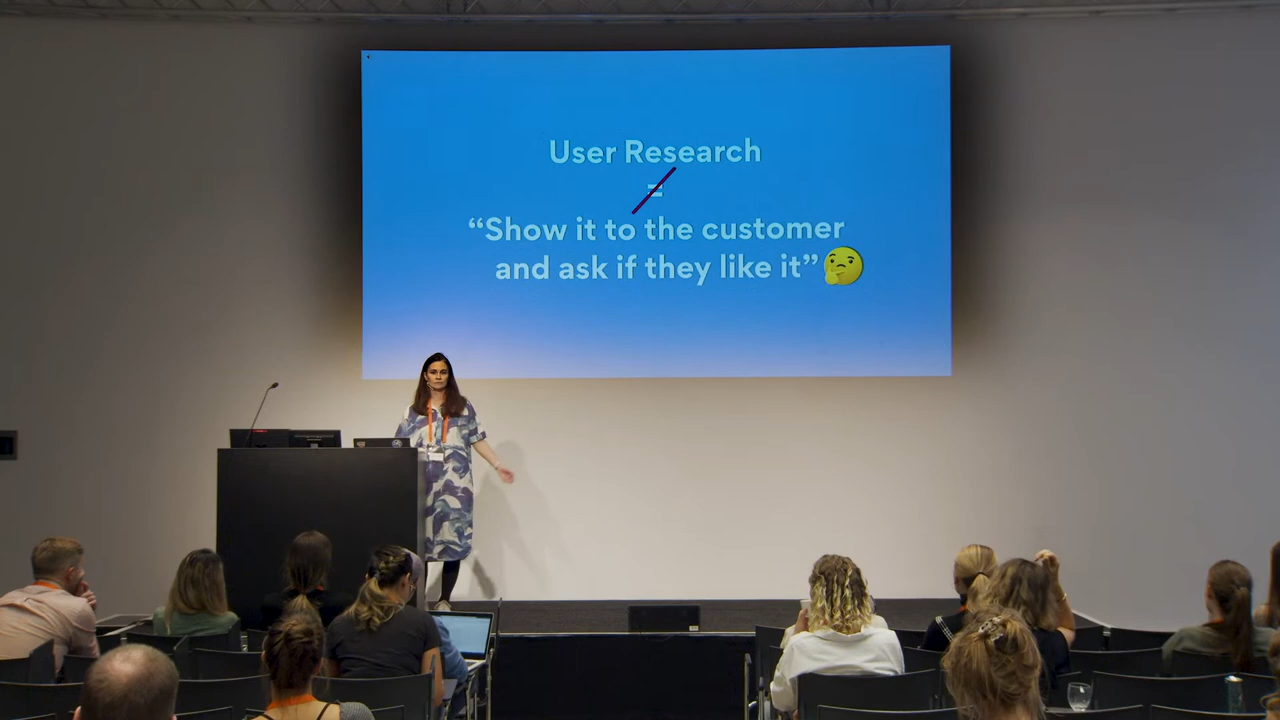 User Research
=
“Show it to the customer
and ask if they like it”